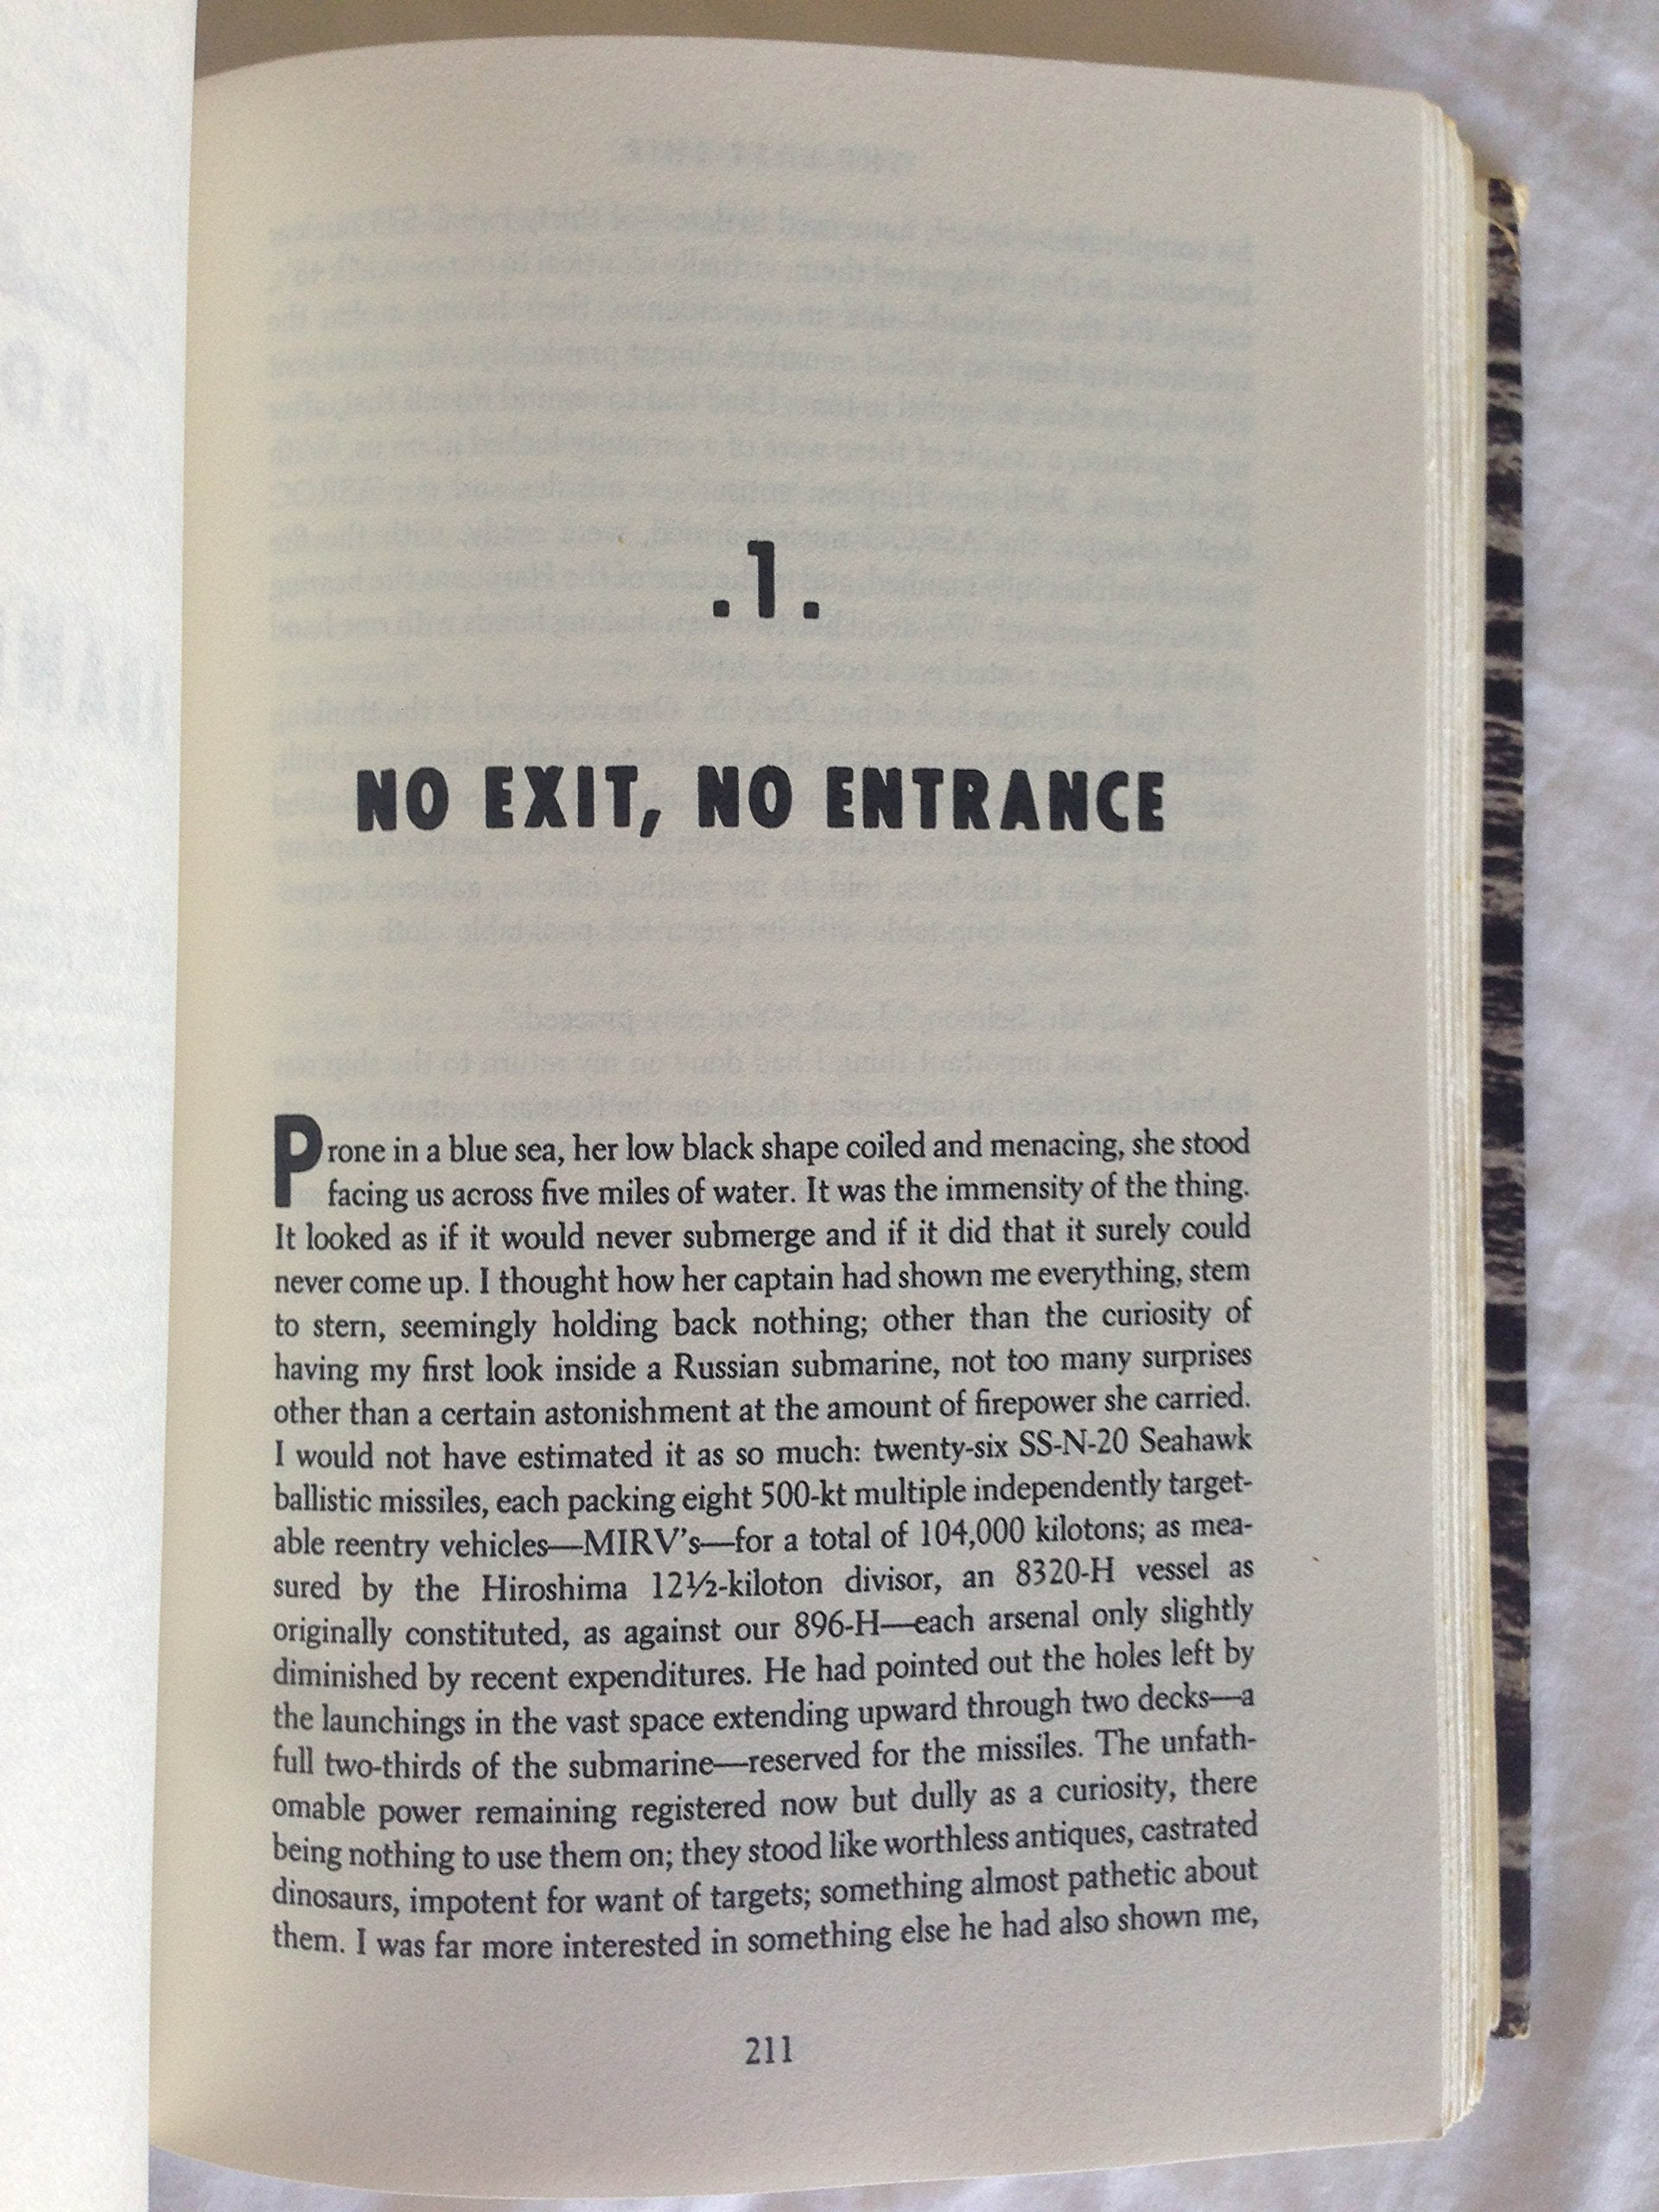 .1.
NO EXIT, NO ENTRANCE
Prone in a blue sea, her low black shape coiled and menacing, she stood
facing us across five miles of water. It was the immensity of the thing.
It looked as if it would never submerge and if it did that it surely could
never come up. I thought how her captain had shown me everything, stem
to stern, seemingly holding back nothing; other than the curiosity of
having my first look inside a Russian submarine, not too many surprises
other than a certain astonishment at the amount of firepower she carried.
I would not have estimated it as so much: twenty-six SS-N-20 Seahawk
ballistic missiles, each packing eight 500-kt multiple independently target-
able reentry vehicles—MIRV's—for a total of 104,000 kilotons; as mea-
sured by the Hiroshima 12½-kiloton divisor, an 8320-H vessel as
originally constituted, as against our 896-H—each arsenal only slightly
diminished by recent expenditures. He had pointed out the holes left by
the launchings in the vast space extending upward through two decks—a
full two-thirds of the submarine—reserved for the missiles. The unfath-
omable power remaining registered now but dully as a curiosity, there
being nothing to use them on; they stood like worthless antiques, castrated
dinosaurs, impotent for want of targets; something almost pathetic about
them. I was far more interested in something else he had also shown me,
211